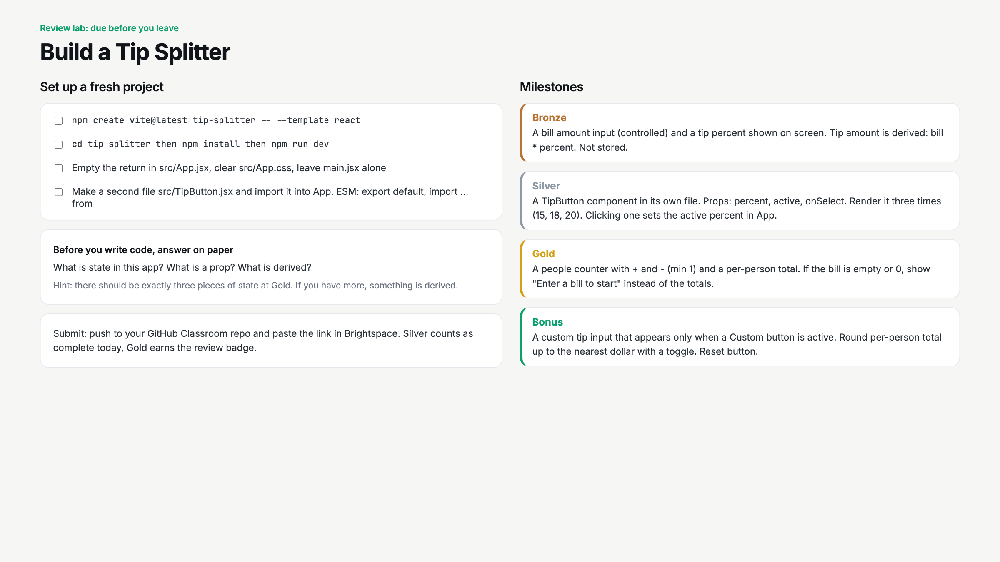 Review lab: due before you leave
Build a Tip Splitter
Set up a fresh project
npm create vite@latest tip-splitter -- --template react
cd tip-splitter then npm install then npm run dev
Empty the return in src/App.jsx, clear src/App.css, leave main.jsx alone
Make a second file src/TipButton.jsx and import it into App. ESM: export default, import ...
from
Before you write code, answer on paper
What is state in this app? What is a prop? What is derived?
Hint: there should be exactly three pieces of state at Gold. If you have more, something is derived.
Submit: push to your GitHub Classroom repo and paste the link in Brightspace. Silver counts as
complete today, Gold earns the review badge.
Milestones
Bronze
A bill amount input (controlled) and a tip percent shown on screen. Tip amount is derived: bill
* percent. Not stored.
Silver
A TipButton component in its own file. Props: percent, active, onSelect. Render it three times
(15, 18, 20). Clicking one sets the active percent in App.
Gold
A people counter with + and - (min 1) and a per-person total. If the bill is empty or 0, show
"Enter a bill to start" instead of the totals.
Bonus
A custom tip input that appears only when a Custom button is active. Round per-person total
up to the nearest dollar with a toggle. Reset button.